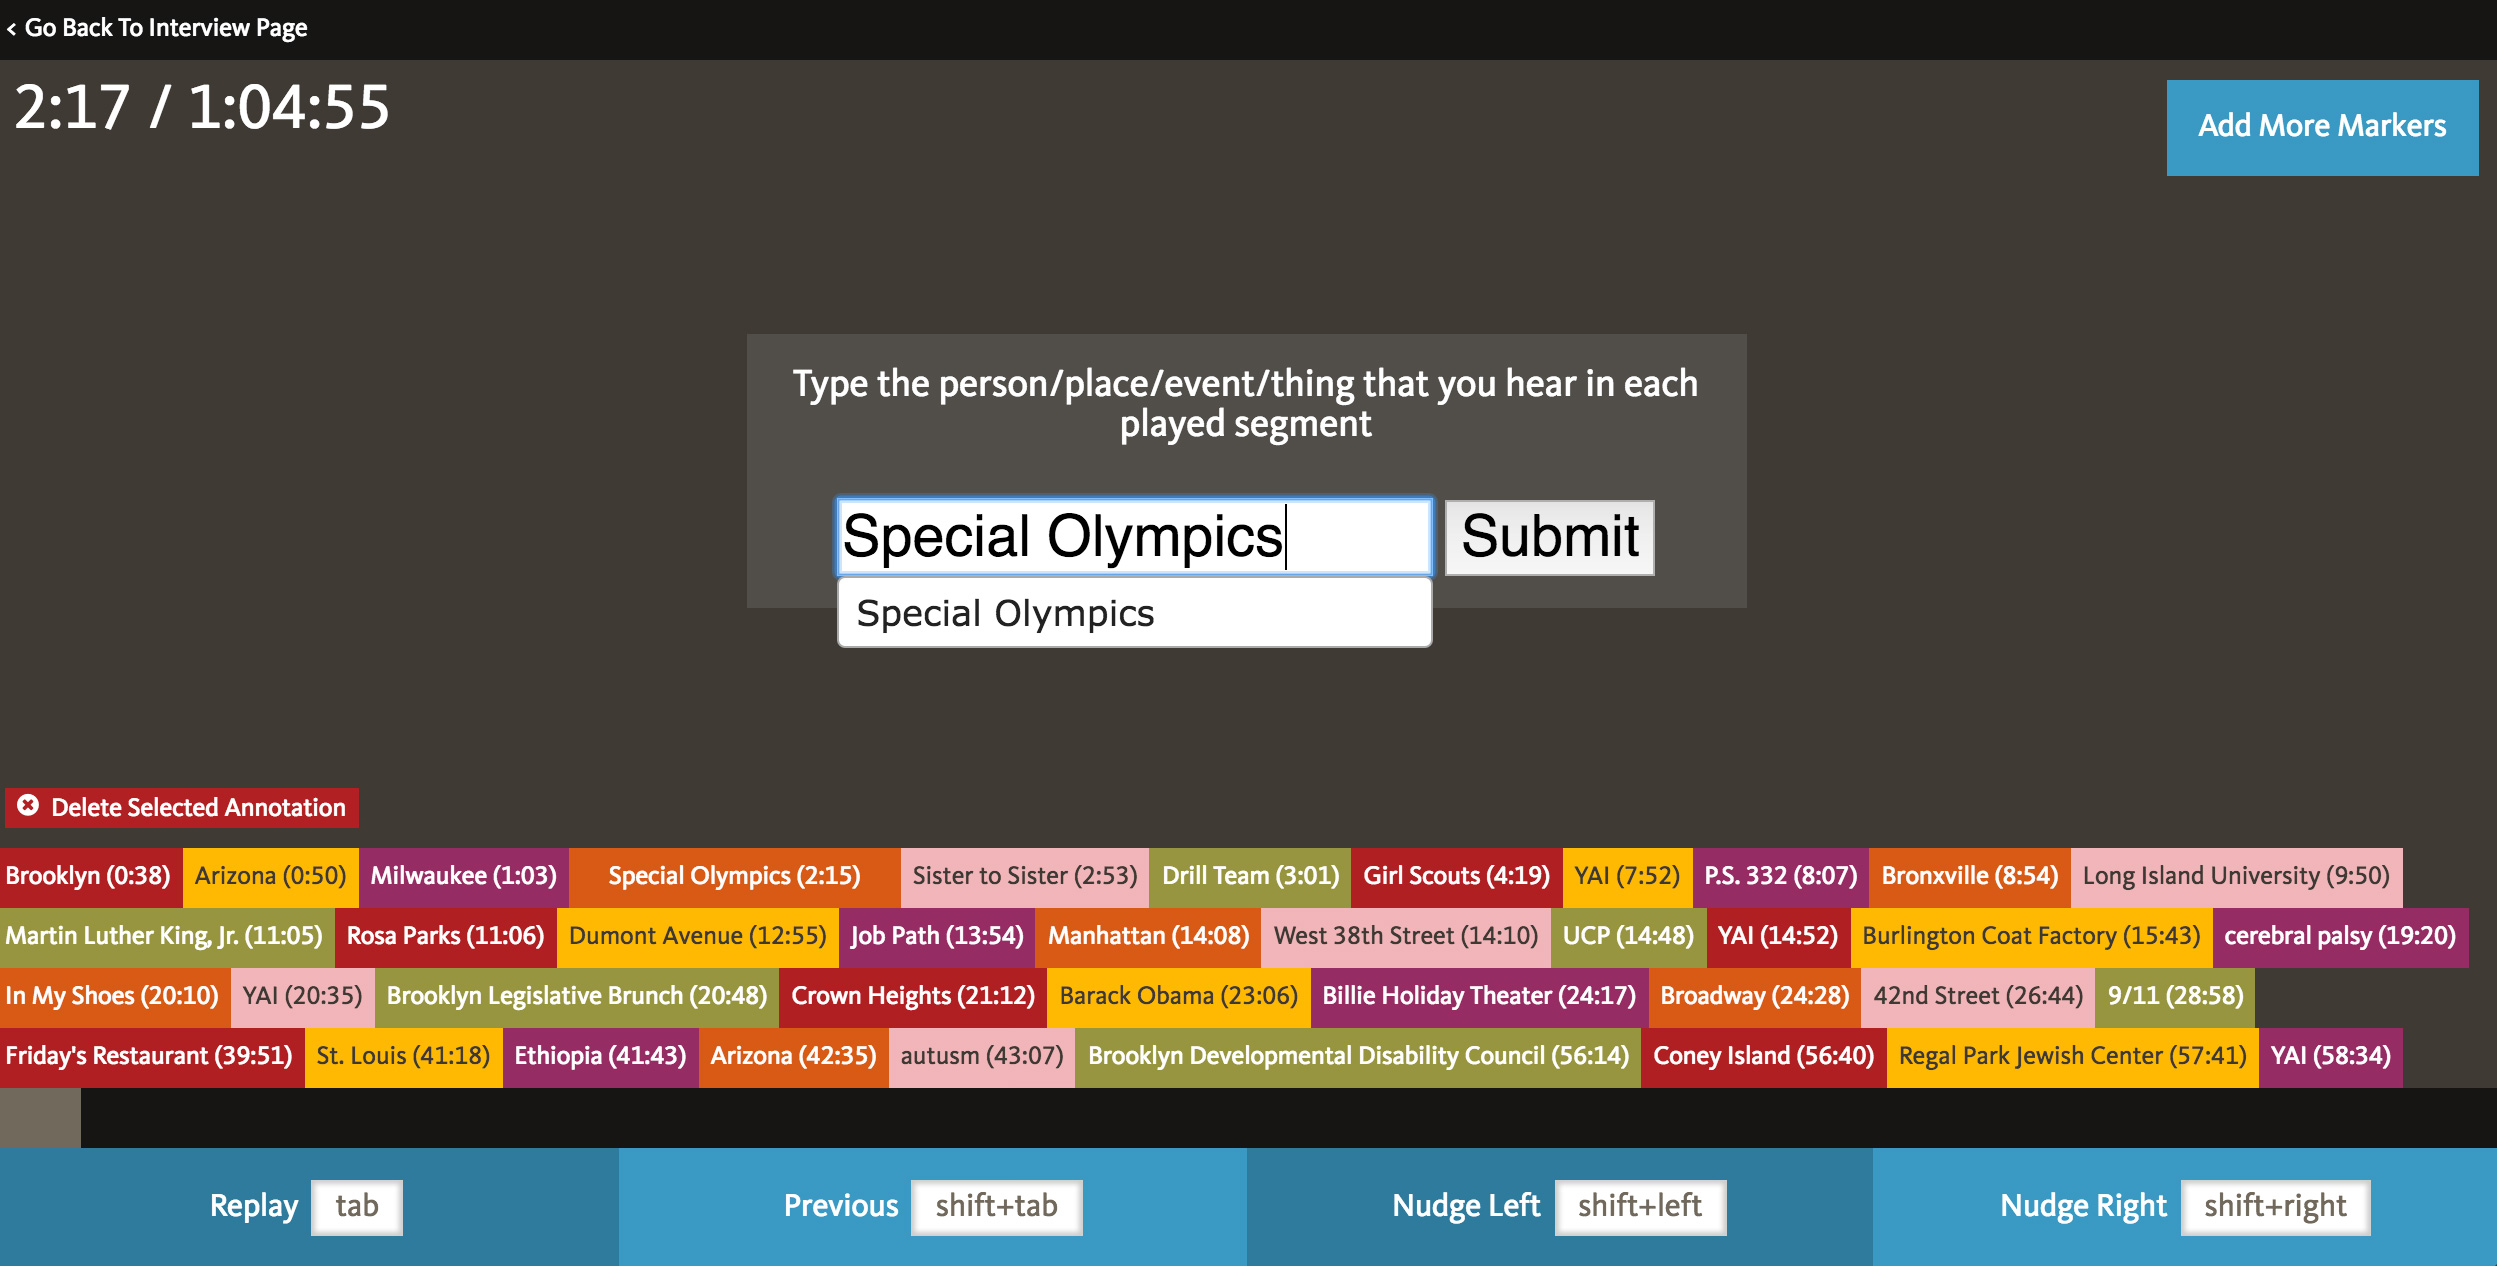 ‹ Go Back To Interview Page
2:17 / 1:04:55
Add More Markers
Type the person/place/event/thing that you hear in each
played segment
Special Olympics Submit
Special Olympics
Delete Selected Annotation
Brooklyn (0:38) Arizona (0:50) Milwaukee (1:03) Special Olympics (2:15) Sister to Sister (2:53) Drill Team (3:01) Girl Scouts (4:19) YAI (7:52) P.S. 332 (8:07) Bronxville (8:54) Long Island University (9:50)
Martin Luther King, Jr. (11:05) Rosa Parks (11:06) Dumont Avenue (12:55) Job Path (13:54) Manhattan (14:08) West 38th Street (14:10) UCP (14:48) YAI (14:52) Burlington Coat Factory (15:43) cerebral palsy (19:20)
In My Shoes (20:10) YAI (20:35) Brooklyn Legislative Brunch (20:48) Crown Heights (21:12) Barack Obama (23:06) Billie Holiday Theater (24:17) Broadway (24:28) 42nd Street (26:44) 9/11 (28:58)
Friday's Restaurant (39:51) St. Louis (41:18) Ethiopia (41:43) Arizona (42:35) autusm (43:07) Brooklyn Developmental Disability Council (56:14) Coney Island (56:40) Regal Park Jewish Center (57:41) YAI (58:34)
Replay tab Previous shift+tab Nudge Left shift+left Nudge Right shift+right